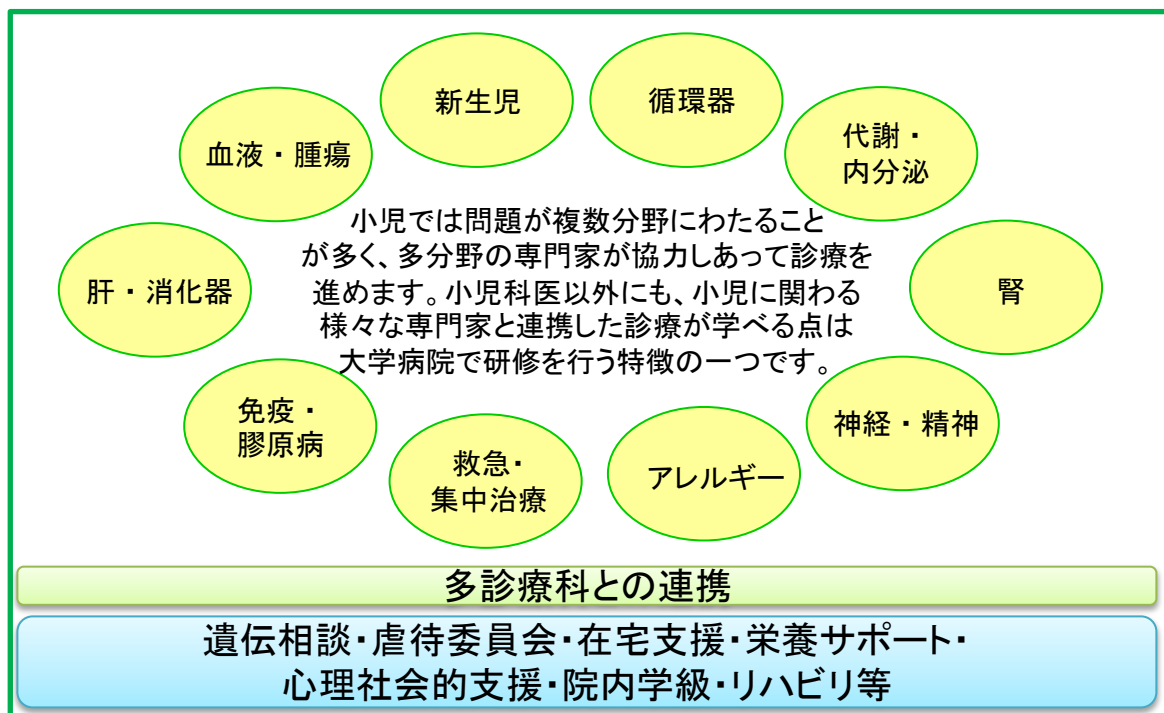 新生児
循環器
血液・腫瘍
代謝・
内分泌
小児では問題が複数分野にわたること
が多く、多分野の専門家が協力しあって診療を
進めます。小児科医以外にも、小児に関わる
様々な専門家と連携した診療が学べる点は
大学病院で研修を行う特徴の一つです。
肝・消化器
腎
免疫・
膠原病
神経・精神
救急・
集中治療
アレルギー
多診療科との連携
遺伝相談・虐待委員会・在宅支援・栄養サポート・
心理社会的支援・院内学級・リハビリ等